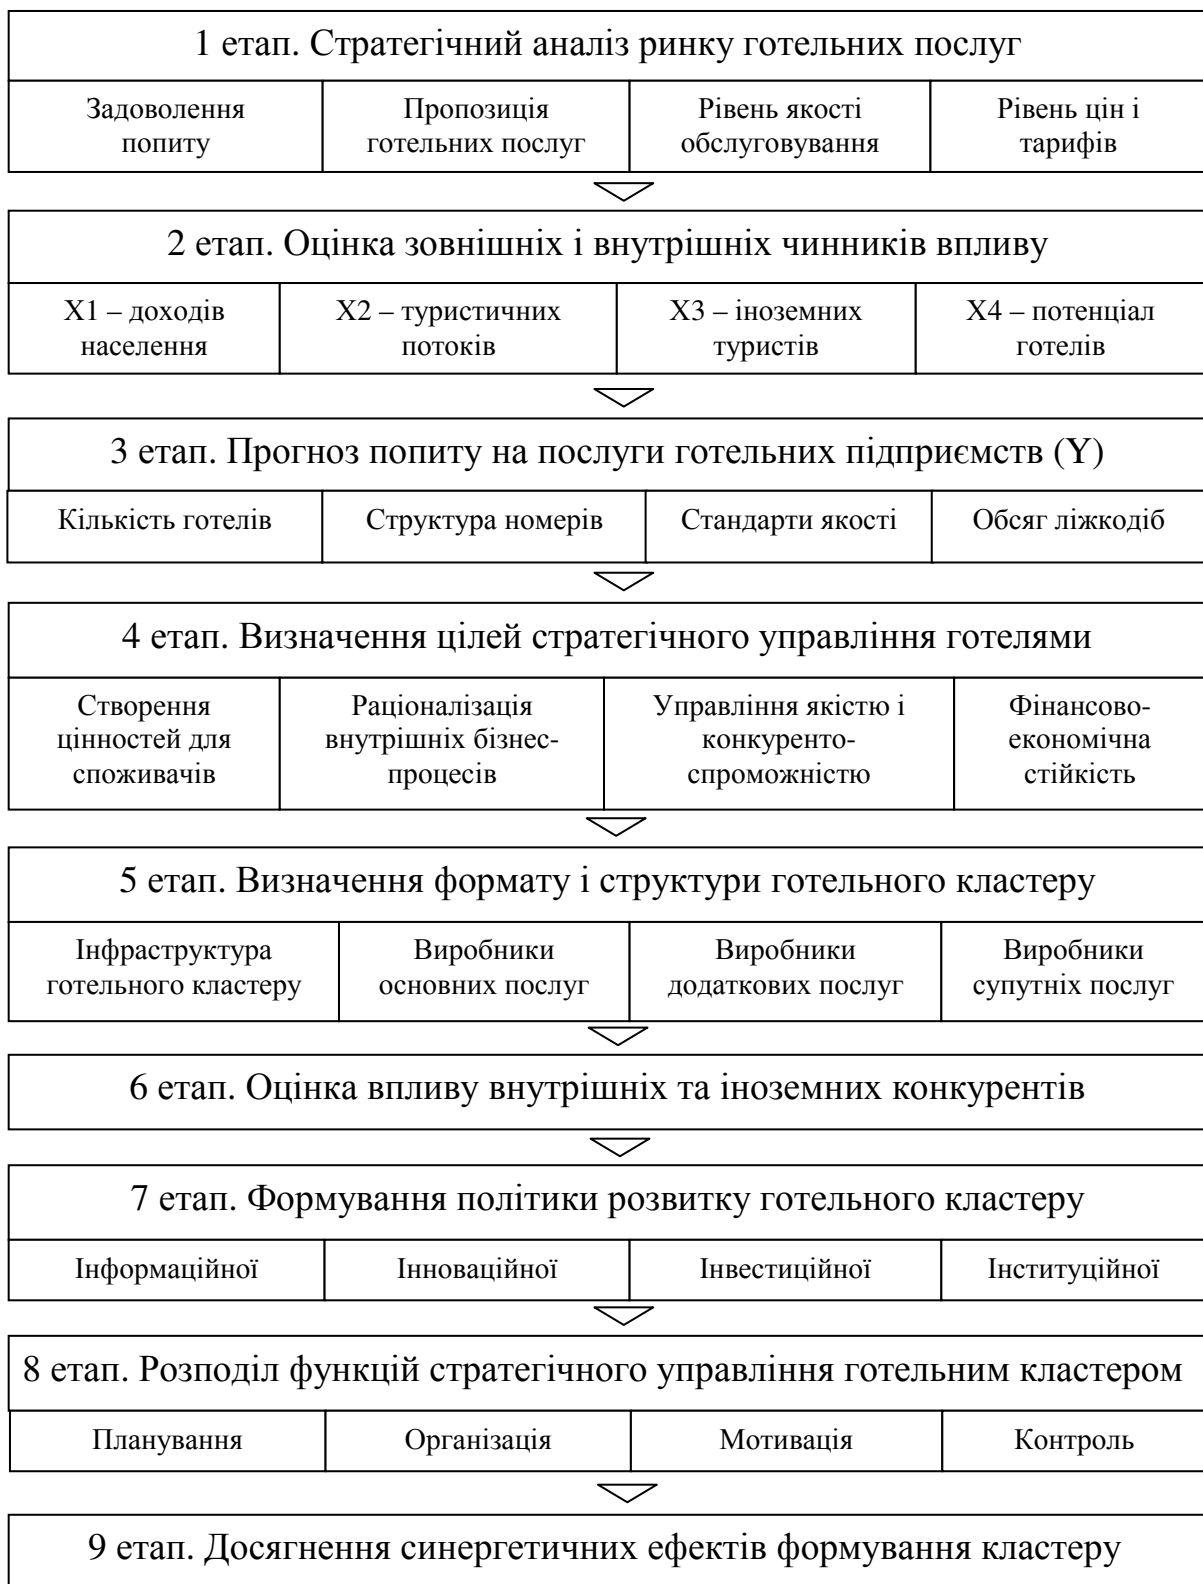 1 етап. Стратегічний аналіз ринку готельних послуг
Задоволення
попиту
Пропозиція
готельних послуг
Рівень якості
обслуговування
Рівень цін і
тарифів
2 етап. Оцінка зовнішніх і внутрішніх чинників впливу
X1 – доходів
населення
X2 – туристичних
потоків
X3 – іноземних
туристів
X4 – потенціал
готелів
3 етап. Прогноз попиту на послуги готельних підприємств (Y)
Кількість готелів
Структура номерів
Стандарти якості
Обсяг ліжкодіб
4 етап. Визначення цілей стратегічного управління готелями
Створення
цінностей для
споживачів
Раціоналізація
внутрішніх бізнес-
процесів
Управління якістю і
конкуренто-
спроможністю
Фінансово-
економічна
стійкість
5 етап. Визначення формату і структури готельного кластеру
Інфраструктура
готельного кластеру
Виробники
основних послуг
Виробники
додаткових послуг
Виробники
супутніх послуг
6 етап. Оцінка впливу внутрішніх та іноземних конкурентів
7 етап. Формування політики розвитку готельного кластеру
Інформаційної
Інноваційної
Інвестиційної
Інституційної
8 етап. Розподіл функцій стратегічного управління готельним кластером
Планування
Організація
Мотивація
Контроль
9 етап. Досягнення синергетичних ефектів формування кластеру